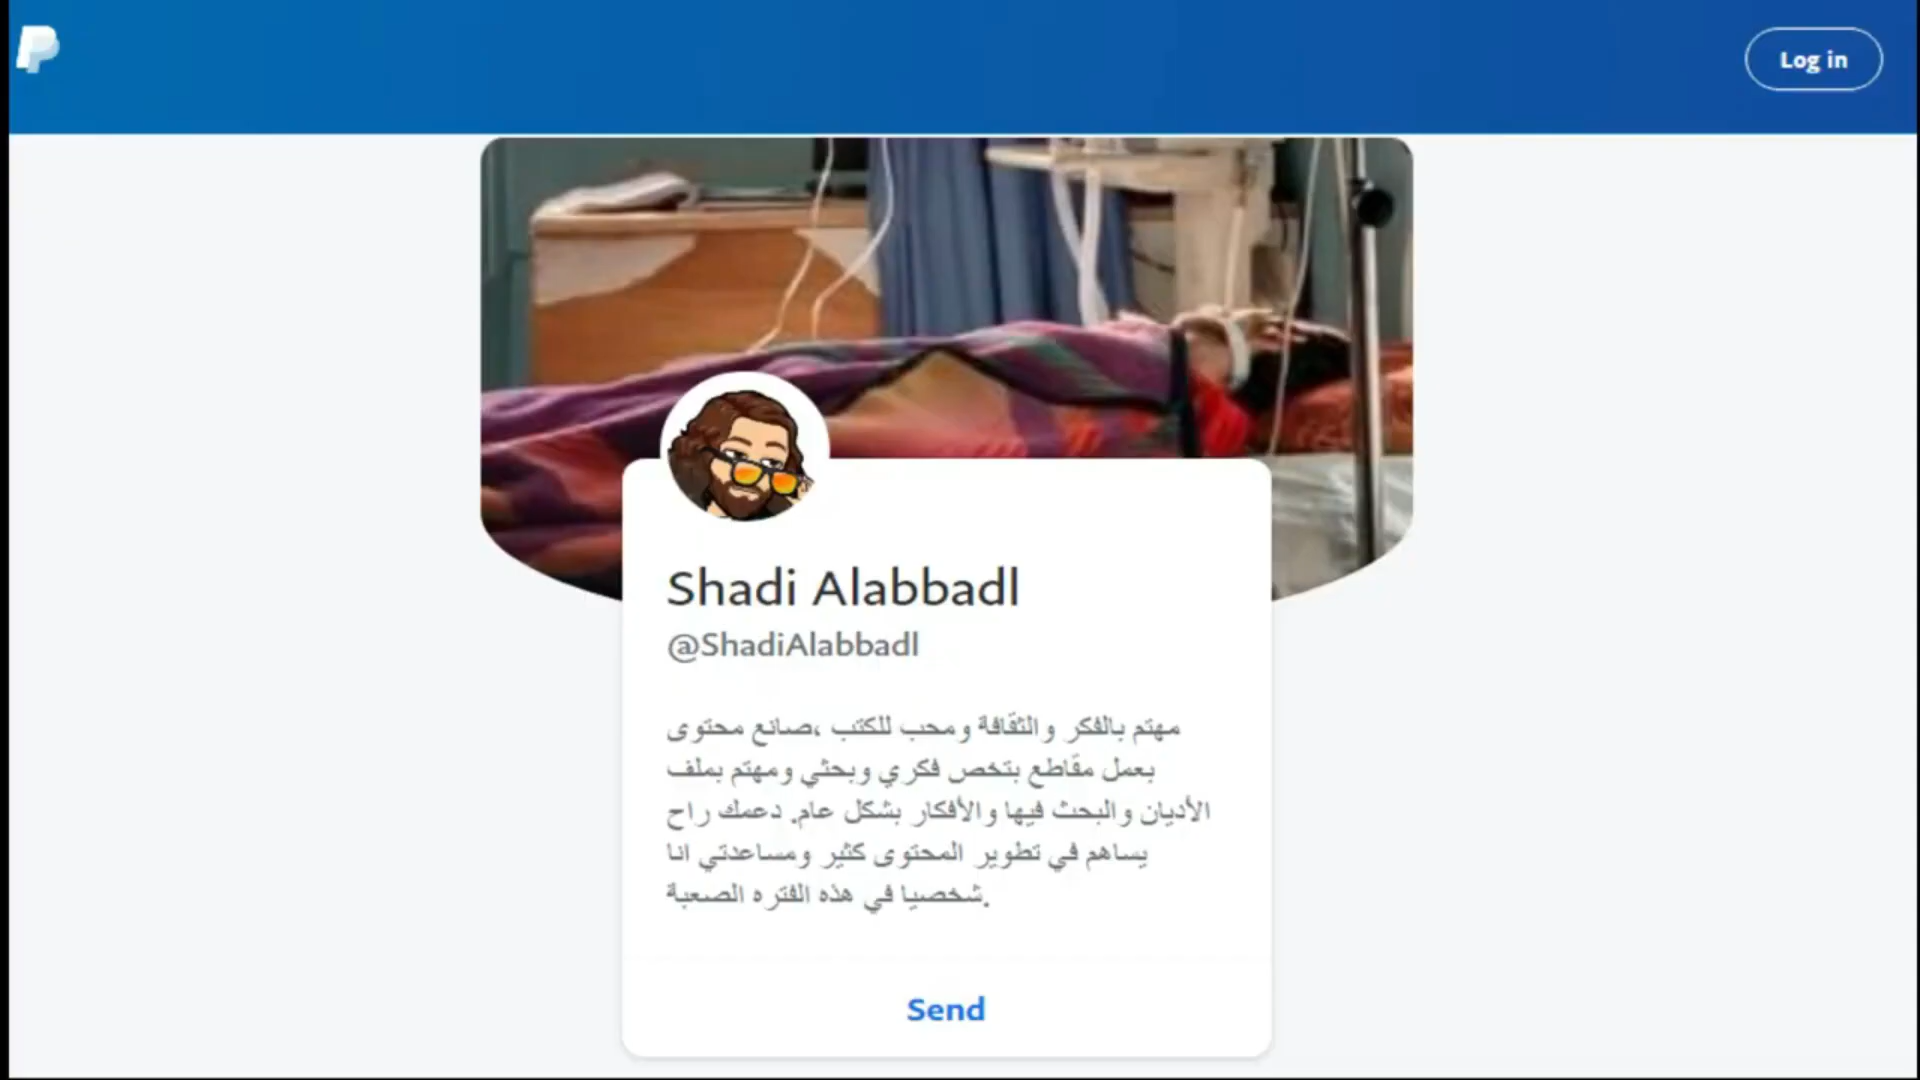 Log in
Shadi Alabbadl
@ShadiAlabbadl
مهتم بالفكر والثقافة ومحب للكتب ،صانع محتوى
بعمل مقاطع بتخص فكري وبحثي ومهتم بملف
الأديان والبحث فيها والأفكار بشكل عام. دعمك راح
يساهم في تطوير المحتوى كثير ومساعدتي انا
شخصيا في هذه الفتره الصعبة.
Send